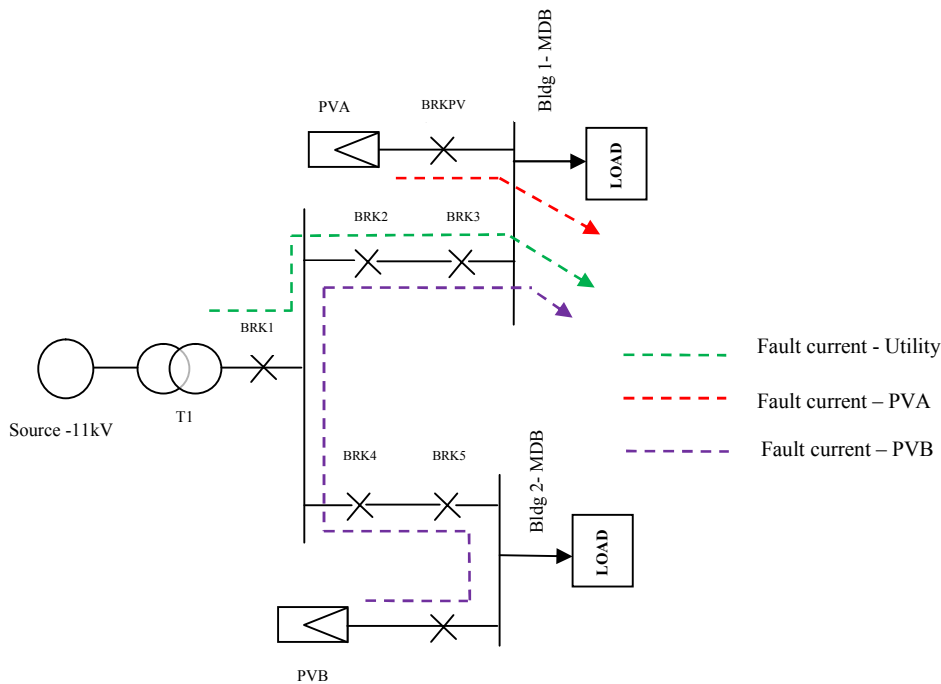 PVA
BRKPV
Bldg 1- MDB
LOAD
BRK2
BRK3
BRK1
Source -11kV
T1
Fault current - Utility
Fault current – PVA
Fault current – PVB
BRK4
BRK5
Bldg 2- MDB
LOAD
PVB